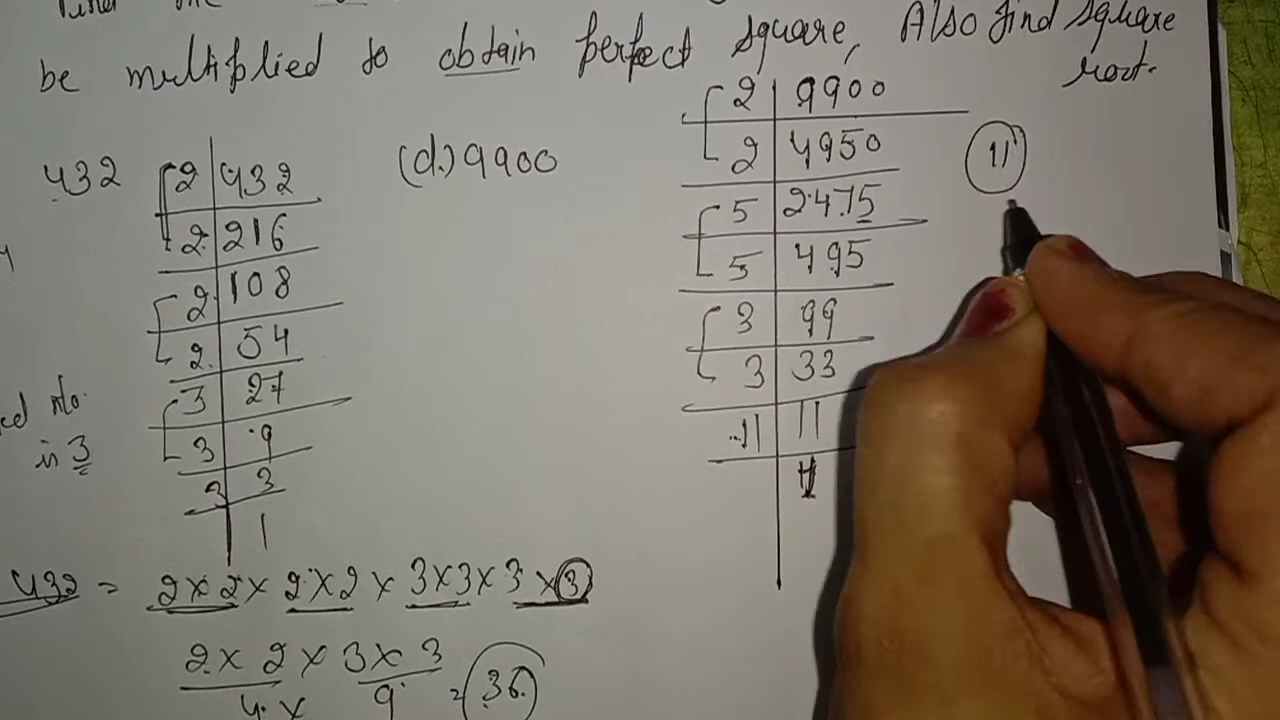 the
be multiplied to obtain perfect square, Also find square
root.
432
2 432
2 216
2 108
2 54
3 27
3 9
3 3
1
(d.) 9900
2 9900
2 4950
5 2475
5 495
3 99
3 33
11 11
1
11
No.
is 3
432 = 2 × 2 × 2 × 2 × 3 × 3 × 3 × 3
2 × 2 × 3 × 3
4 × 9 = 36